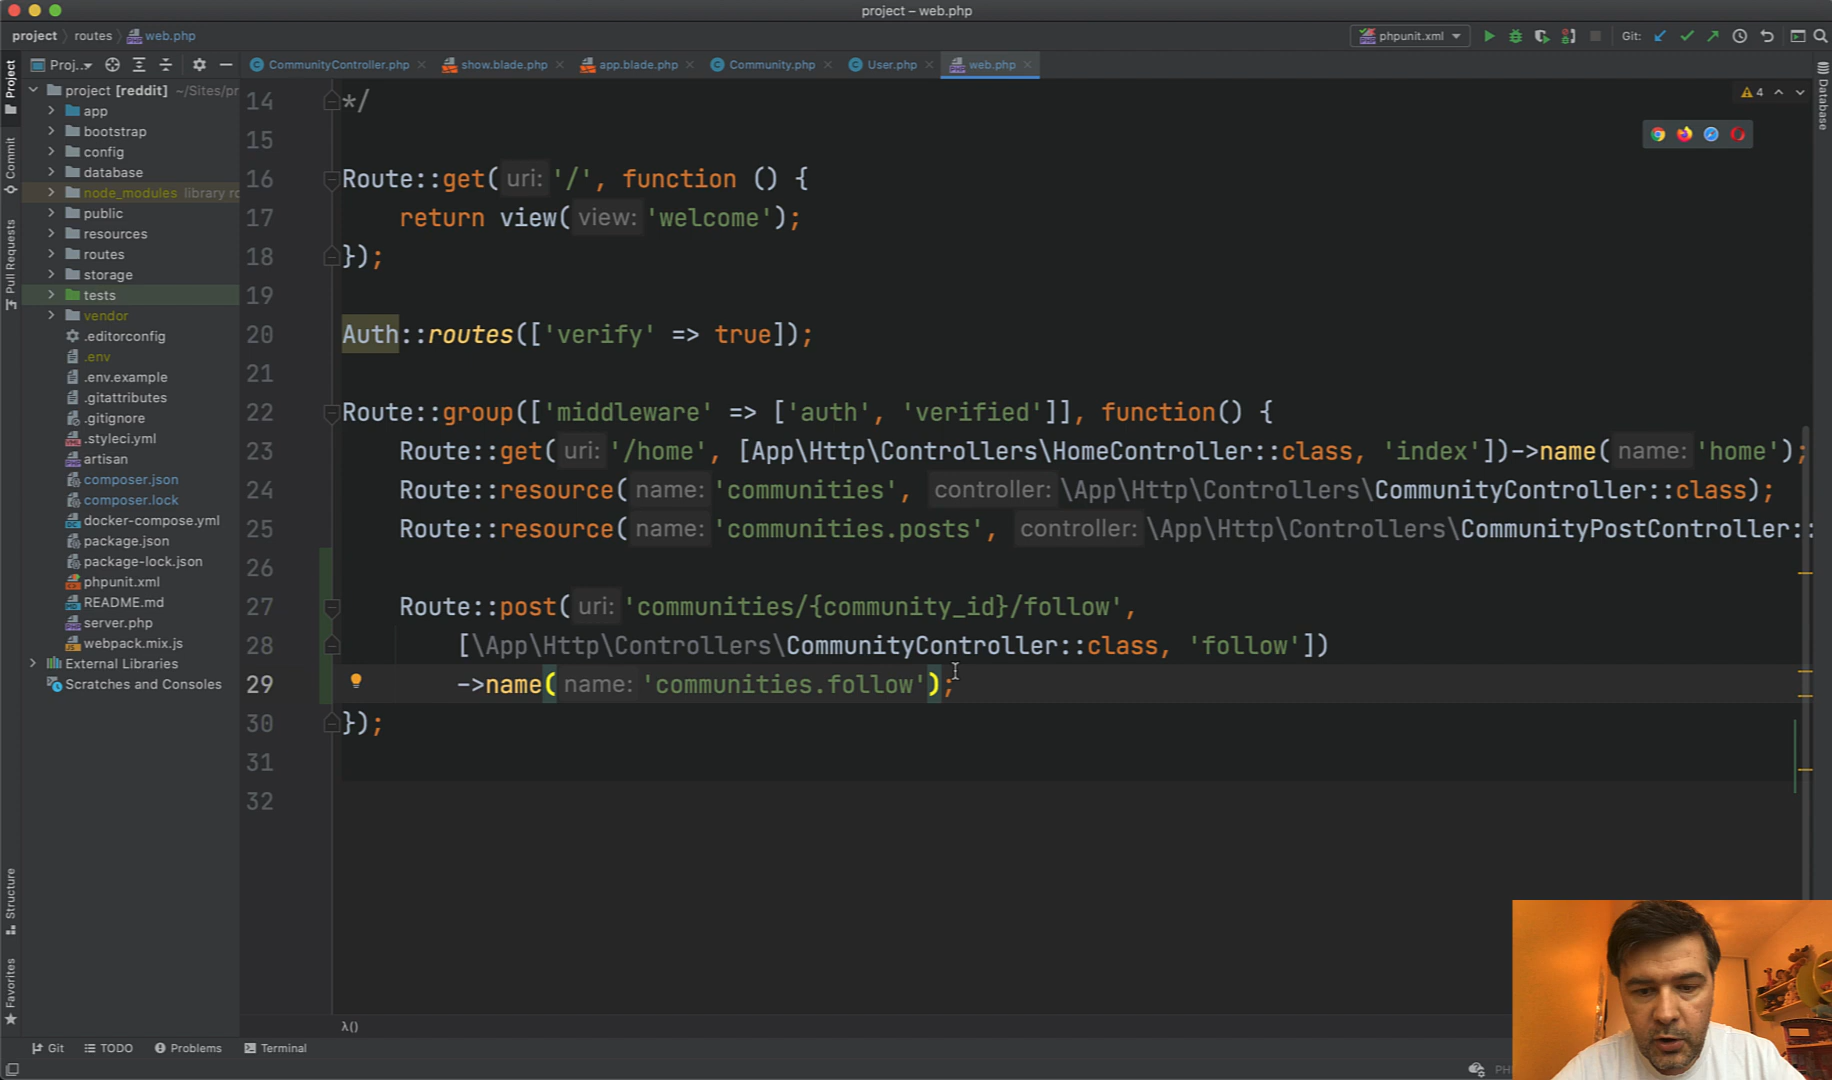 project – web.php
project routes web.php
phpunit.xml Git:
Proj...
CommunityController.php show.blade.php app.blade.php Community.php User.php web.php
Project
Commit
Pull Requests
Structure
Favorites
Database
project [reddit] ~/Sites/pr
app
bootstrap
config
database
node_modules library ro
public
resources
routes
storage
tests
vendor
.editorconfig
.env
.env.example
.gitattributes
.gitignore
.styleci.yml
artisan
composer.json
composer.lock
docker-compose.yml
package.json
package-lock.json
phpunit.xml
README.md
server.php
webpack.mix.js
External Libraries
Scratches and Consoles
4
14 */
15
16 Route::get( uri: '/', function () {
17 return view( view: 'welcome');
18 });
19
20 Auth::routes(['verify' => true]);
21
22 Route::group(['middleware' => ['auth', 'verified']], function() {
23 Route::get( uri: '/home', [App\Http\Controllers\HomeController::class, 'index'])->name( name: 'home');
24 Route::resource( name: 'communities', controller: \App\Http\Controllers\CommunityController::class);
25 Route::resource( name: 'communities.posts', controller: \App\Http\Controllers\CommunityPostController::
26
27 Route::post( uri: 'communities/{community_id}/follow',
28 [\App\Http\Controllers\CommunityController::class, 'follow'])
29 ->name( name: 'communities.follow');
30 });
31
32
λ()
Git TODO Problems Terminal
PH